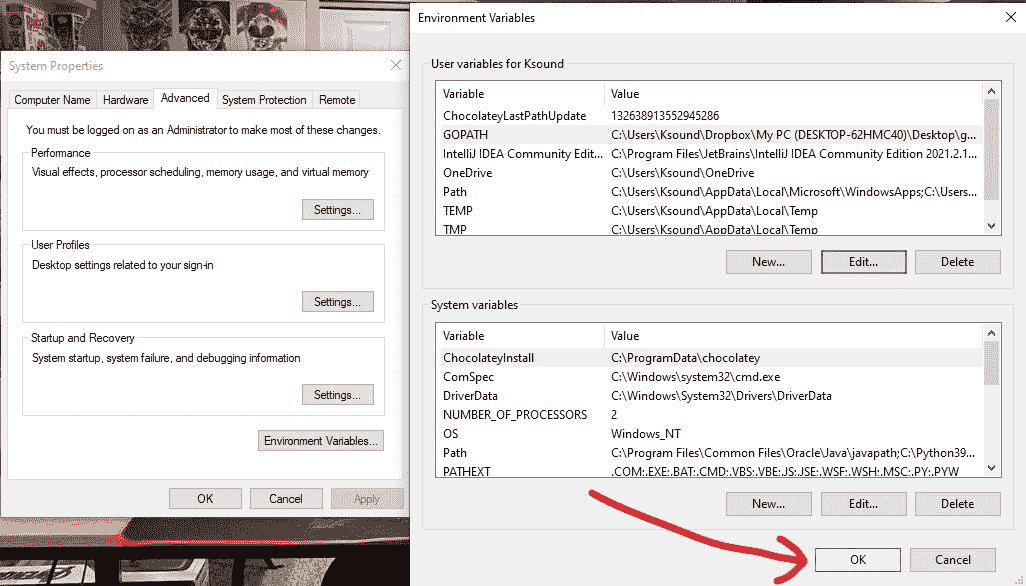 System Properties
Computer Name
Hardware
Advanced
System Protection
Remote
You must be logged on as an Administrator to make most of these changes.
Performance
Visual effects, processor scheduling, memory usage, and virtual memory
Settings...
User Profiles
Desktop settings related to your sign-in
Settings...
Startup and Recovery
System startup, system failure, and debugging information
Settings...
Environment Variables...
OK
Cancel
Apply
Environment Variables
User variables for Ksound
Variable Value
ChocolateyLastPathUpdate 132638913552945286
GOPATH C:\Users\Ksound\Dropbox\My PC (DESKTOP-62HMC40)\Desktop\g...
IntelliJ IDEA Community Edit... C:\Program Files\JetBrains\IntelliJ IDEA Community Edition 2021.2.1...
OneDrive C:\Users\Ksound\OneDrive
Path C:\Users\Ksound\AppData\Local\Microsoft\WindowsApps;C:\Users...
TEMP C:\Users\Ksound\AppData\Local\Temp
TMP C:\Users\Ksound\AppData\Local\Temp
New...
Edit...
Delete
System variables
Variable Value
ChocolateyInstall C:\ProgramData\chocolatey
ComSpec C:\Windows\system32\cmd.exe
DriverData C:\Windows\System32\Drivers\DriverData
NUMBER_OF_PROCESSORS 2
OS Windows_NT
Path C:\Program Files\Common Files\Oracle\Java\javapath;C:\Python39...
PATHEXT .COM;.EXE;.BAT;.CMD;.VBS;.VBE;.JS;.JSE;.WSF;.WSH;.MSC;.PY;.PYW
New...
Edit...
Delete
OK
Cancel